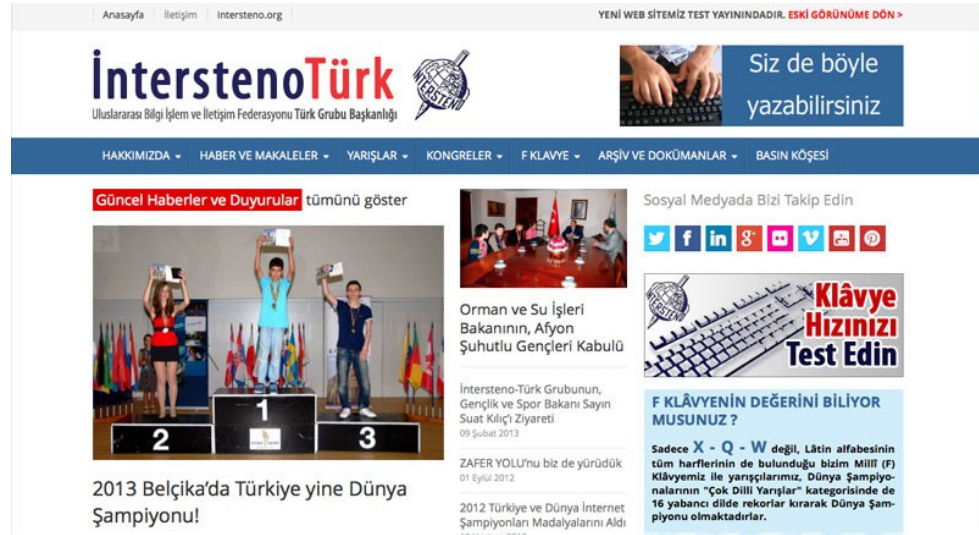 Anasayfa İletişim Intersteno.org
YENİ WEB SİTEMİZ TEST YAYINIDADIR. ESKİ GÖRÜNÜME DÖN >
İnterstenoTürk
Uluslararası Bilgi İşlem ve İletişim Federasyonu Türk Grubu Başkanlığı
INTERSTENO
Siz de böyle
yazabilirsiniz
HAKKIMIZDA HABER VE MAKALELER YARIŞLAR KONGRELER F KLAVYE ARŞİV VE DOKÜMANLAR BASIN KÖŞESİ
Güncel Haberler ve Duyurular tümünü göster
1
2
3
2013 Belçika’da Türkiye yine Dünya
Şampiyonu!
Orman ve Su İşleri
Bakanının, Afyon
Şuhutlu Gençleri Kabulü
İntersteno-Türk Grubunun,
Gençlik ve Spor Bakanı Sayın
Suat Kılıç'ı Ziyareti
09 Şubat 2013
ZAFER YOLU'nu biz de yürüdük
01 Eylül 2012
2012 Türkiye ve Dünya İnternet
Şampiyonları Madalyalarını Aldı
Sosyal Medyada Bizi Takip Edin
INTERSTENO
Klâvye
Hızınızı
Test Edin
F KLÂVYENİN DEĞERİNİ BİLİYOR
MUSUNUZ ?
Sadece X - Q - W değil, Lâtin alfabesinin
tüm harflerinin de bulunduğu bizim Millî (F)
Klâvyemiz ile yarışçılarımız, Dünya Şampiyo-
nalarının "Çok Dilli Yarışlar" kategorisinde de
16 yabancı dilde rekorlar kırarak Dünya Şam-
piyonu olmaktadırlar.